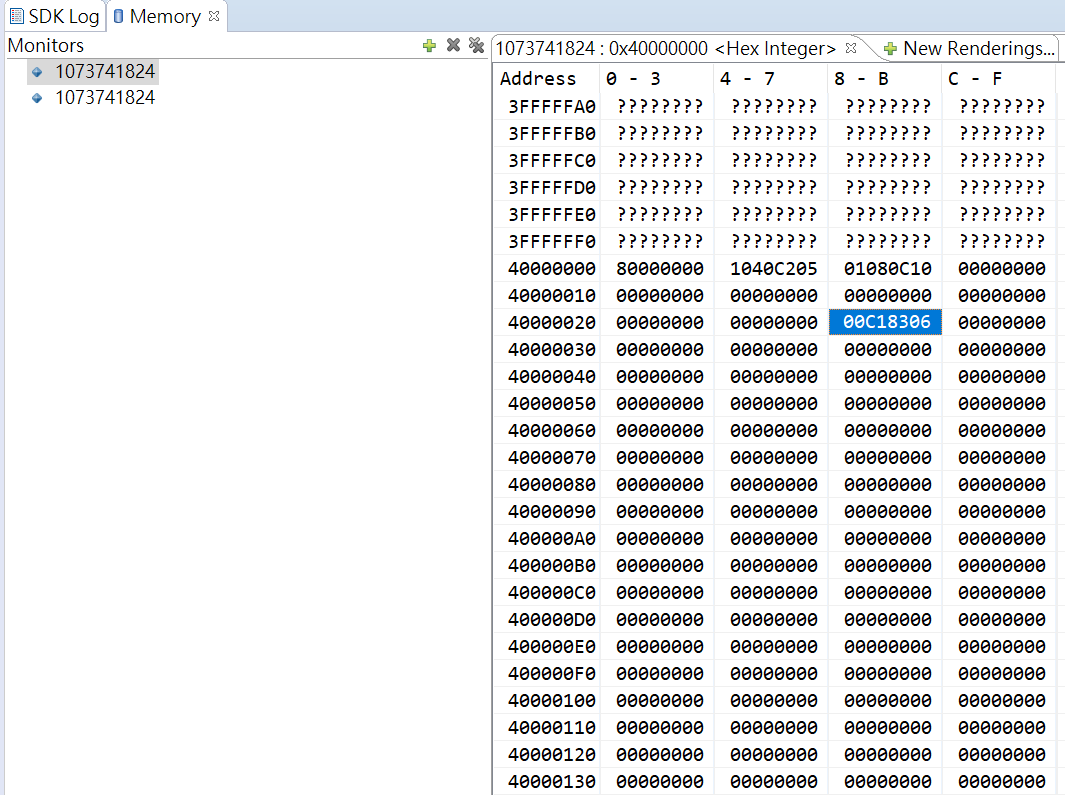 SDK Log Memory
Monitors
1073741824
1073741824
1073741824 : 0x40000000 <Hex Integer> New Renderings...
Address 0 - 3 4 - 7 8 - B C - F
3FFFFFA0 ???????? ???????? ???????? ????????
3FFFFFB0 ???????? ???????? ???????? ????????
3FFFFFC0 ???????? ???????? ???????? ????????
3FFFFFD0 ???????? ???????? ???????? ????????
3FFFFFE0 ???????? ???????? ???????? ????????
3FFFFFF0 ???????? ???????? ???????? ????????
40000000 80000000 1040C205 01080C10 00000000
40000010 00000000 00000000 00000000 00000000
40000020 00000000 00000000 00C18306 00000000
40000030 00000000 00000000 00000000 00000000
40000040 00000000 00000000 00000000 00000000
40000050 00000000 00000000 00000000 00000000
40000060 00000000 00000000 00000000 00000000
40000070 00000000 00000000 00000000 00000000
40000080 00000000 00000000 00000000 00000000
40000090 00000000 00000000 00000000 00000000
400000A0 00000000 00000000 00000000 00000000
400000B0 00000000 00000000 00000000 00000000
400000C0 00000000 00000000 00000000 00000000
400000D0 00000000 00000000 00000000 00000000
400000E0 00000000 00000000 00000000 00000000
400000F0 00000000 00000000 00000000 00000000
40000100 00000000 00000000 00000000 00000000
40000110 00000000 00000000 00000000 00000000
40000120 00000000 00000000 00000000 00000000
40000130 00000000 00000000 00000000 00000000